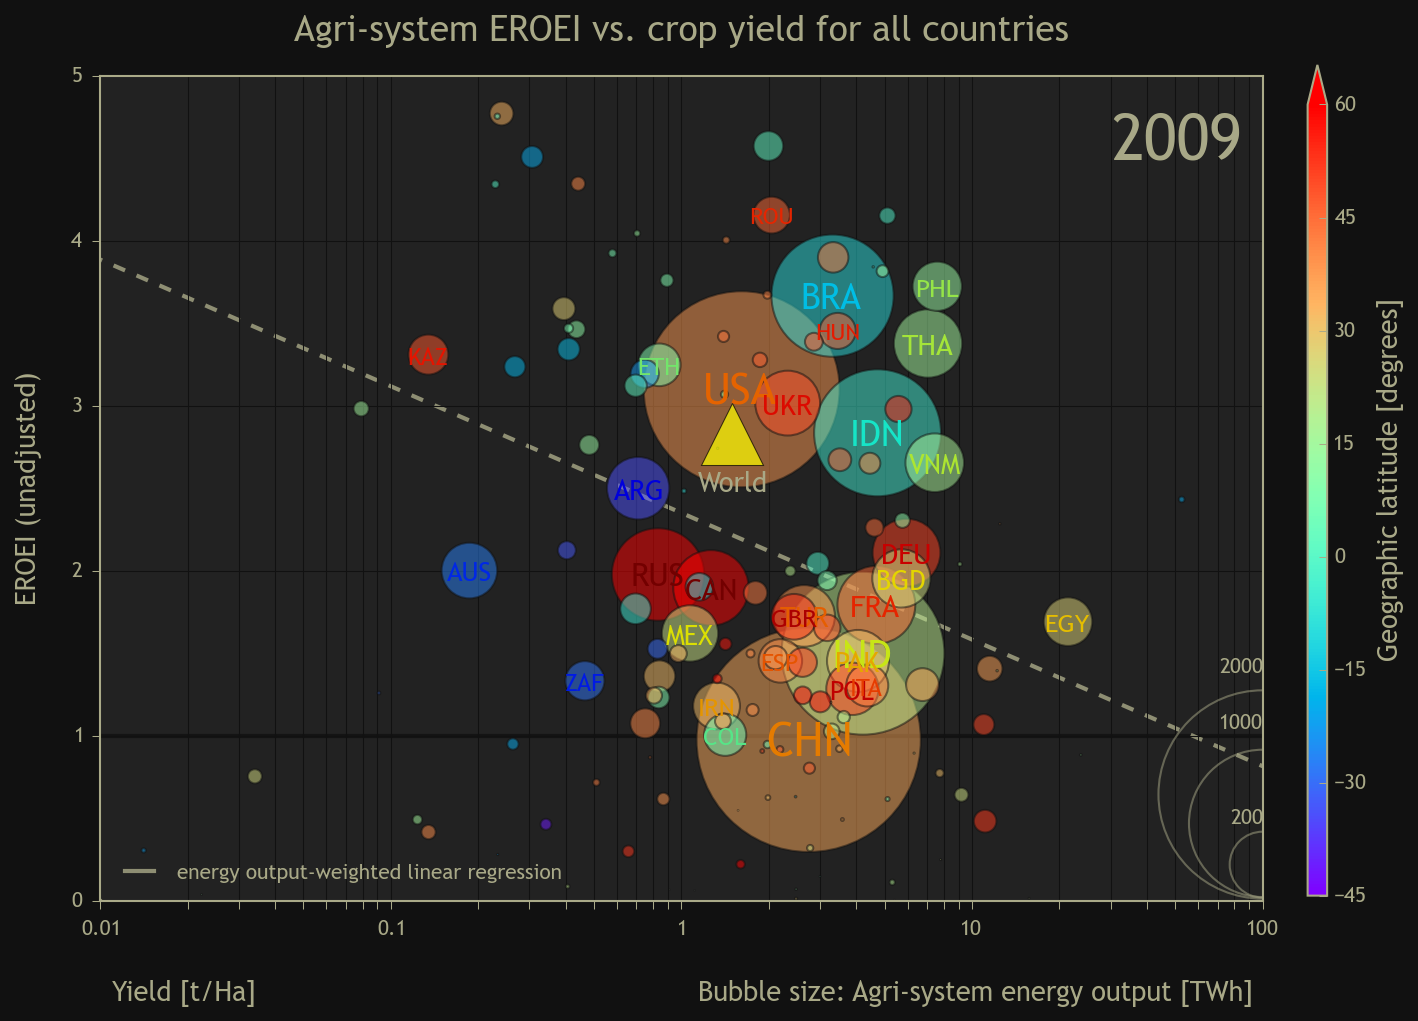 Agri-system EROEI vs. crop yield for all countries
2009
5
4
3
2
1
0
EROEI (unadjusted)
0.01
0.1
1
10
100
Yield [t/Ha]
Bubble size: Agri-system energy output [TWh]
ROU
BRA
PHL
HUN
THA
KAZ
ETH
USA
UKR
IDN
VNM
World
ARG
DEU
AUS
RUS
CAN
BGD
FRA
GBR
EGY
MEX
IND
ESP
PAK
ZAF
POL
ITA
IRN
COL
CHN
2000
1000
200
energy output-weighted linear regression
60
45
30
15
0
−15
−30
−45
Geographic latitude [degrees]